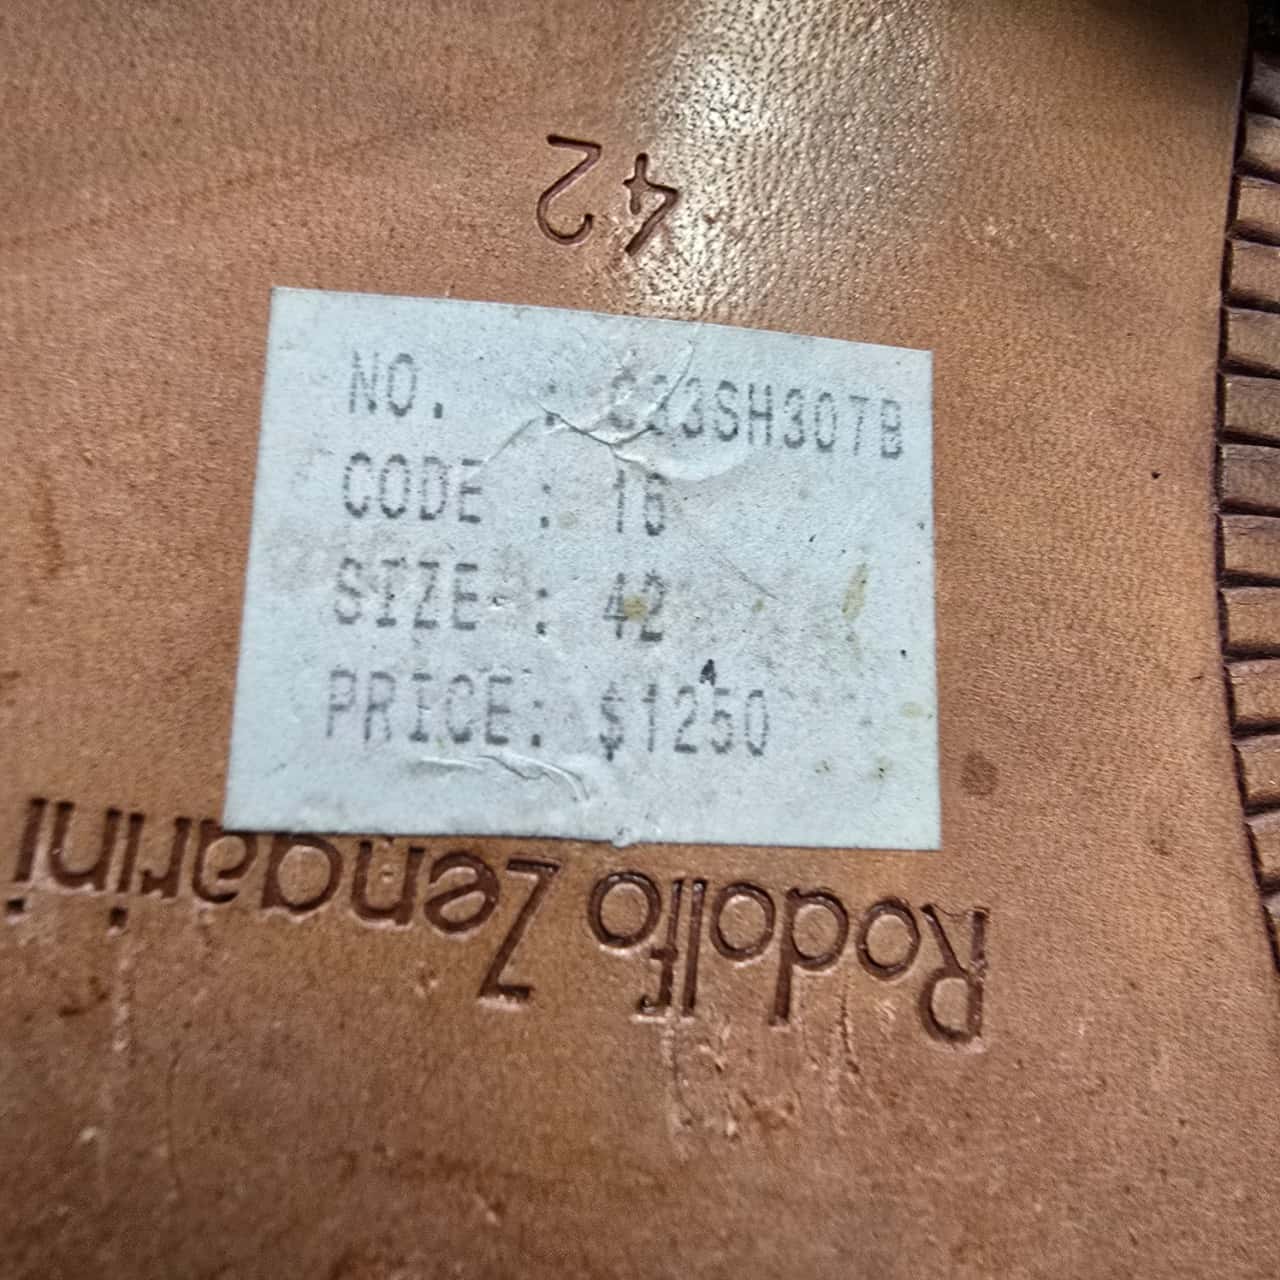 42
NO. :
CODE : 16
SIZE : 42
PRICE: $1250
Rodolfo Zengarini